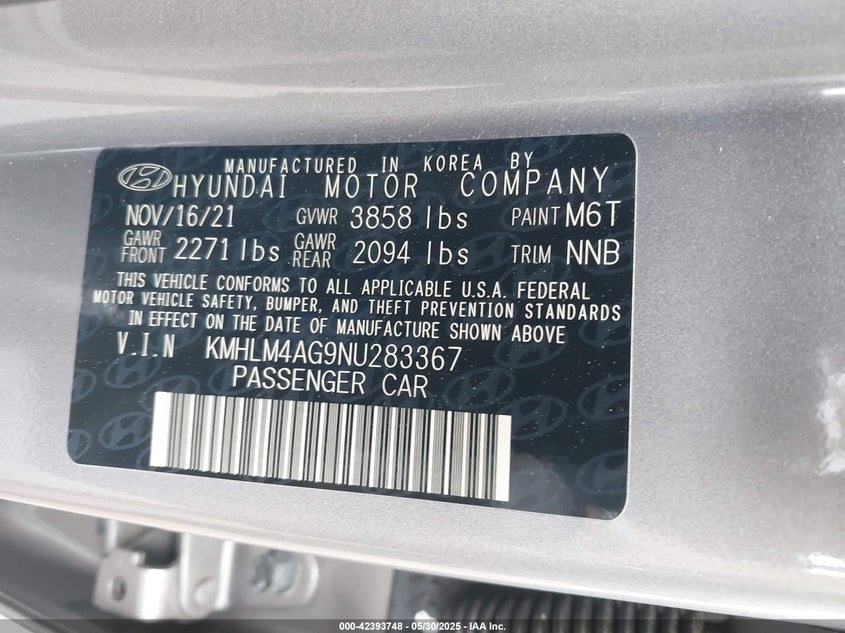 MANUFACTURED IN KOREA BY
HYUNDAI MOTOR COMPANY
NOV/16/21 GVWR 3858 lbs PAINT M6T
GAWR FRONT 2271 lbs GAWR REAR 2094 lbs TRIM NNB
THIS VEHICLE CONFORMS TO ALL APPLICABLE U.S.A. FEDERAL
MOTOR VEHICLE SAFETY, BUMPER, AND THEFT PREVENTION STANDARDS
IN EFFECT ON THE DATE OF MANUFACTURE SHOWN ABOVE
V.I.N KMHLM4AG9NU283367
PASSENGER CAR
000-42393748 - 05/30/2025 - IAA Inc.